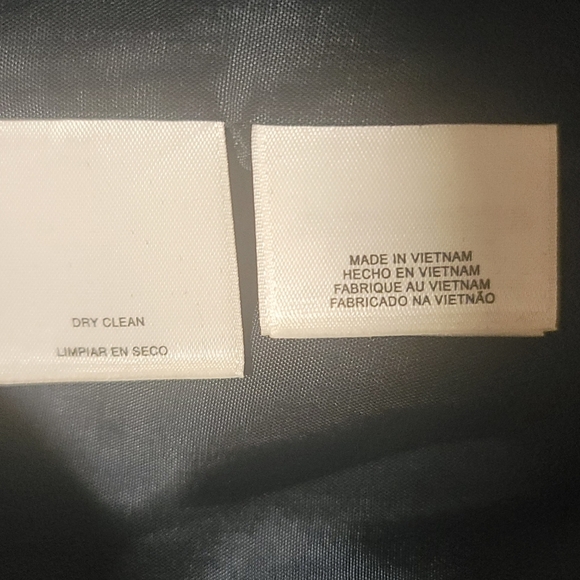 DRY CLEAN
LIMPIAR EN SECO
MADE IN VIETNAM
HECHO EN VIETNAM
FABRIQUE AU VIETNAM
FABRICADO NA VIETNÃO